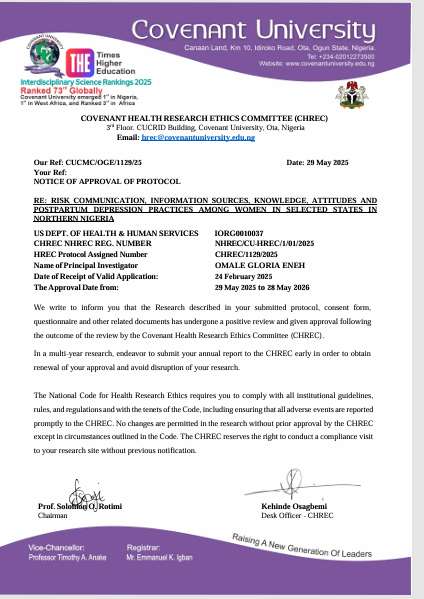 Covenant University
Canaan Land, Km 10, Idiroko Road, Ota, Ogun State, Nigeria.
Tel: +234-02012273500
Website: www.covenantuniversity.edu.ng
THE
Times
Higher
Education
Interdisciplinary Science Rankings 2025
Ranked 73rd Globally
Covenant University emerged 1st in Nigeria,
1st in West Africa, and Ranked 3rd in Africa
COVENANT HEALTH RESEARCH ETHICS COMMITTEE (CHREC)
3rd Floor. CUCRID Building, Covenant University, Ota, Nigeria
Email: hrec@covenantuniversity.edu.ng
Our Ref: CUCMC/OGE/1129/25 Date: 29 May 2025
Your Ref:
NOTICE OF APPROVAL OF PROTOCOL
RE: RISK COMMUNICATION, INFORMATION SOURCES, KNOWLEDGE, ATTITUDES AND
POSTPARTUM DEPRESSION PRACTICES AMONG WOMEN IN SELECTED STATES IN
NORTHERN NIGERIA
US DEPT. OF HEALTH & HUMAN SERVICES IORG0010037
CHREC NHREC REG. NUMBER NHREC/CU-HREC/1/01/2025
HREC Protocol Assigned Number CHREC/1129/2025
Name of Principal Investigator OMALE GLORIA ENEH
Date of Receipt of Valid Application: 24 February 2025
The Approval Date from: 29 May 2025 to 28 May 2026
We write to inform you that the Research described in your submitted protocol, consent form,
questionnaire and other related documents has undergone a positive review and given approval following
the outcome of the review by the Covenant Health Research Ethics Committee (CHREC).
In a multi-year research, endeavor to submit your annual report to the CHREC early in order to obtain
renewal of your approval and avoid disruption of your research.
The National Code for Health Research Ethics requires you to comply with all institutional guidelines,
rules, and regulations and with the tenets of the Code, including ensuring that all adverse events are reported
promptly to the CHREC. No changes are permitted in the research without prior approval by the CHREC
except in circumstances outlined in the Code. The CHREC reserves the right to conduct a compliance visit
to your research site without previous notification.
Prof. Solomon O. Rotimi Kehinde Osagbemi
Chairman Desk Officer - CHREC
Raising A New Generation Of Leaders
Vice-Chancellor: Registrar:
Professor Timothy A. Anake Mr. Emmanuel K. Igban